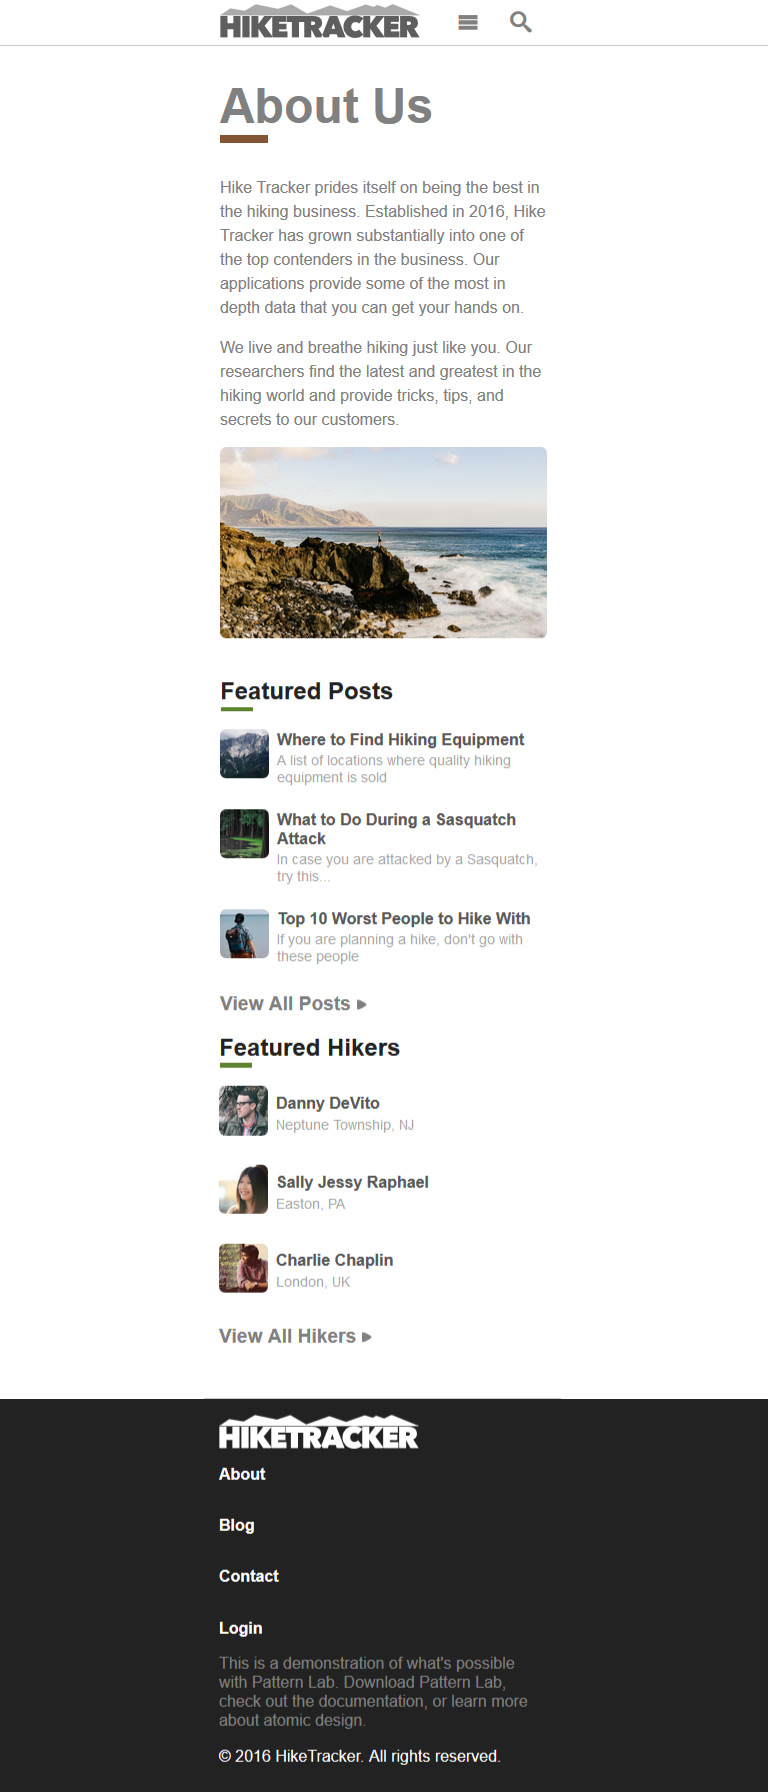 HIKETRACKER
About Us
Hike Tracker prides itself on being the best in
the hiking business. Established in 2016, Hike
Tracker has grown substantially into one of
the top contenders in the business. Our
applications provide some of the most in
depth data that you can get your hands on.
We live and breathe hiking just like you. Our
researchers find the latest and greatest in the
hiking world and provide tricks, tips, and
secrets to our customers.
Featured Posts
Where to Find Hiking Equipment
A list of locations where quality hiking
equipment is sold
What to Do During a Sasquatch
Attack
In case you are attacked by a Sasquatch,
try this...
Top 10 Worst People to Hike With
If you are planning a hike, don't go with
these people
View All Posts
Featured Hikers
Danny DeVito
Neptune Township, NJ
Sally Jessy Raphael
Easton, PA
Charlie Chaplin
London, UK
View All Hikers
HIKETRACKER
About
Blog
Contact
Login
This is a demonstration of what's possible
with Pattern Lab. Download Pattern Lab,
check out the documentation, or learn more
about atomic design.
© 2016 HikeTracker. All rights reserved.